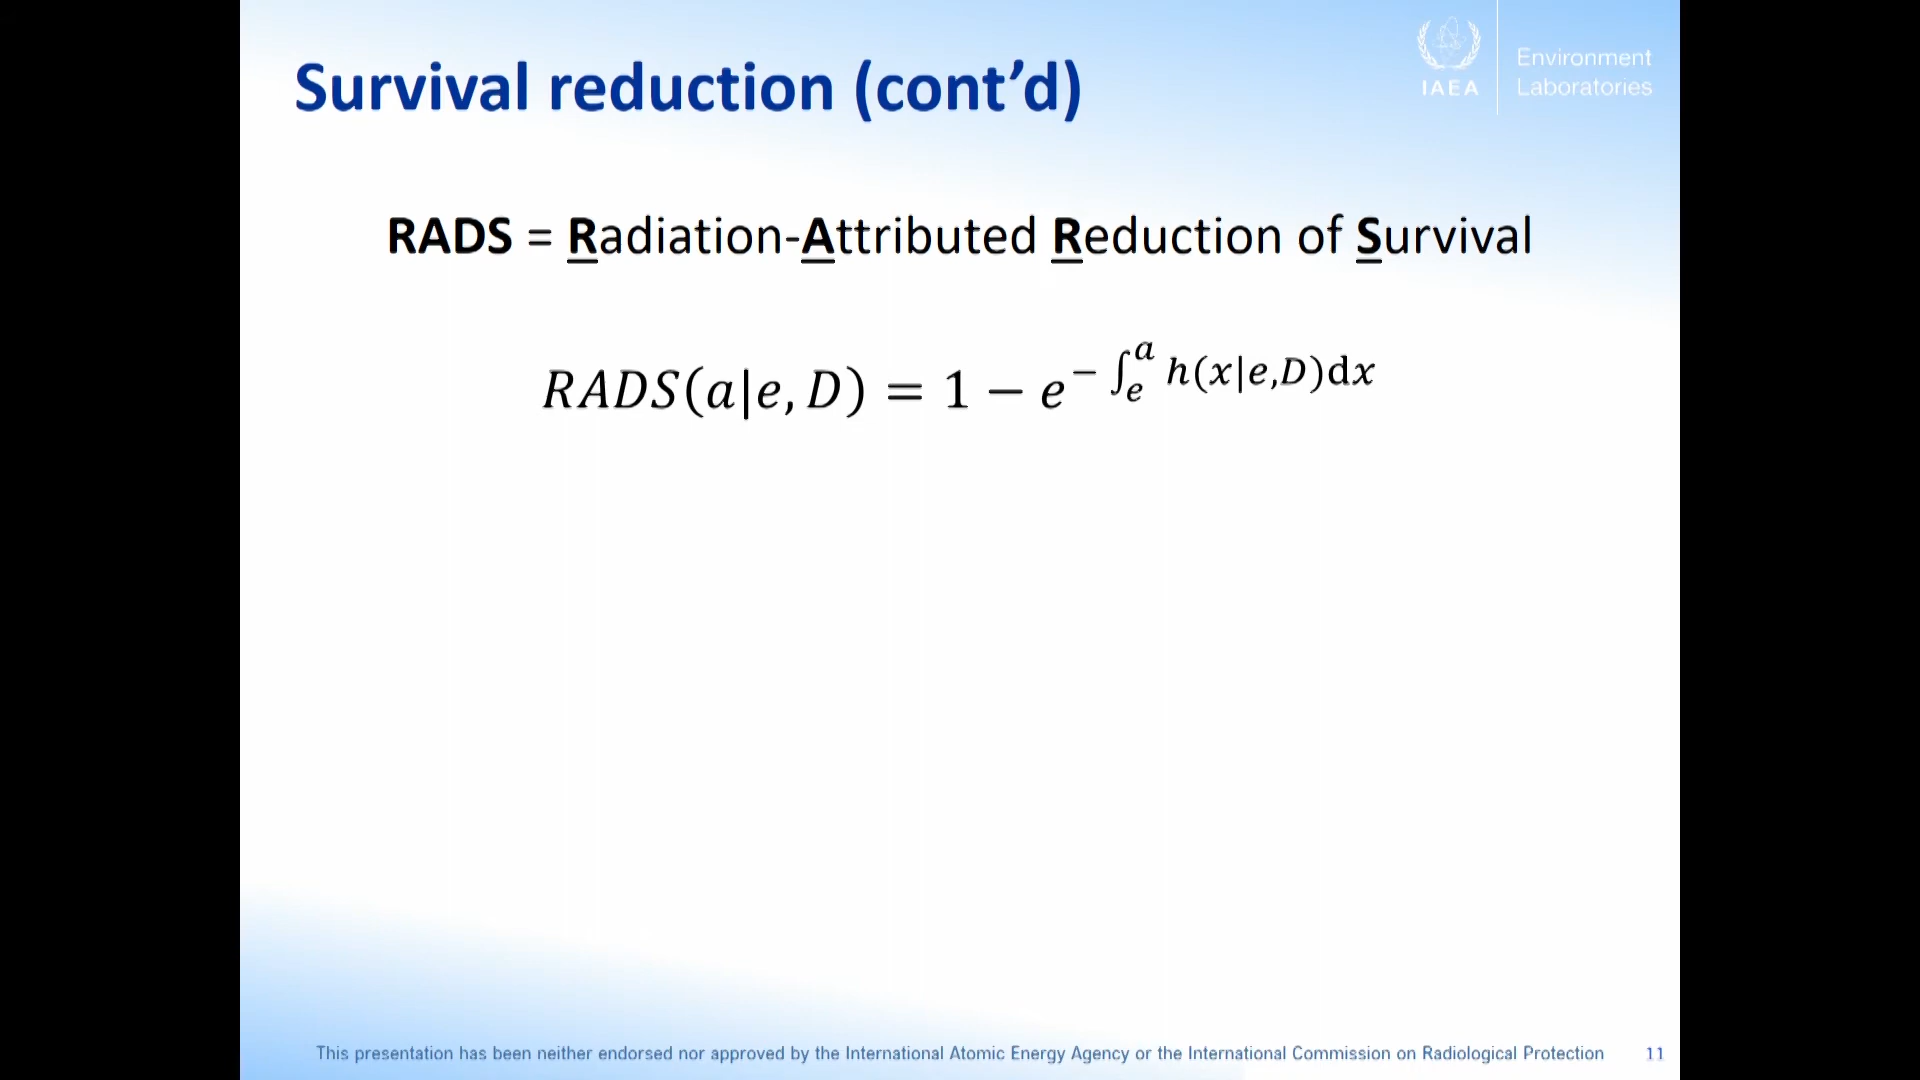 Survival reduction (cont’d)
IAEA
Environment
Laboratories
RADS = Radiation-Attributed Reduction of Survival
RADS(a|e, D) = 1 − e^{− ∫_e^a h(x|e,D)dx}
This presentation has been neither endorsed nor approved by the International Atomic Energy Agency or the International Commission on Radiological Protection
11